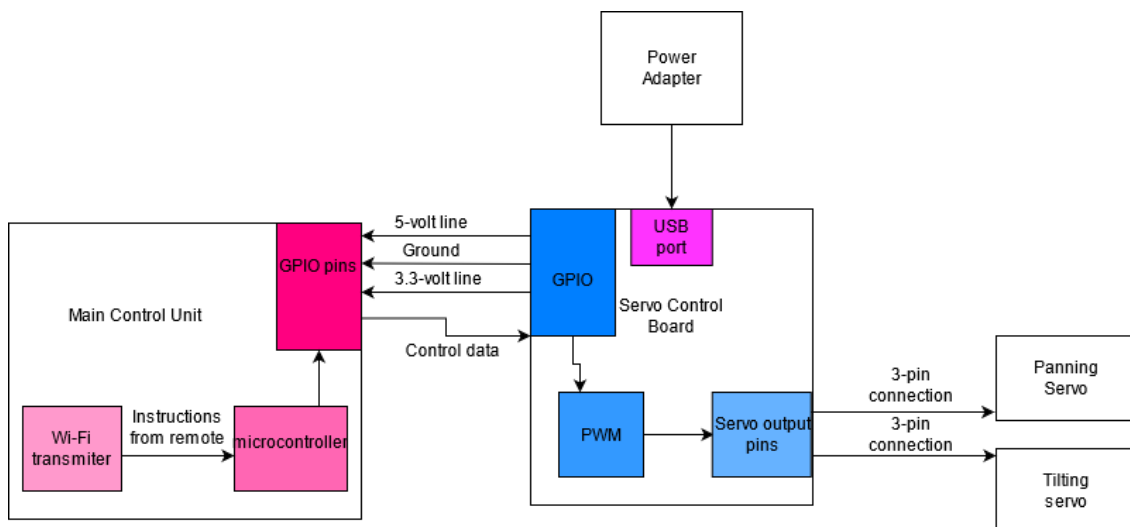 Power
Adapter
5-volt line
Ground
3.3-volt line
GPIO pins
GPIO
USB
port
Main Control Unit
Servo Control
Board
Control data
Instructions
from remote
Wi-Fi
transmiter
microcontroller
PWM
Servo output
pins
3-pin
connection
3-pin
connection
Panning
Servo
Tilting
servo